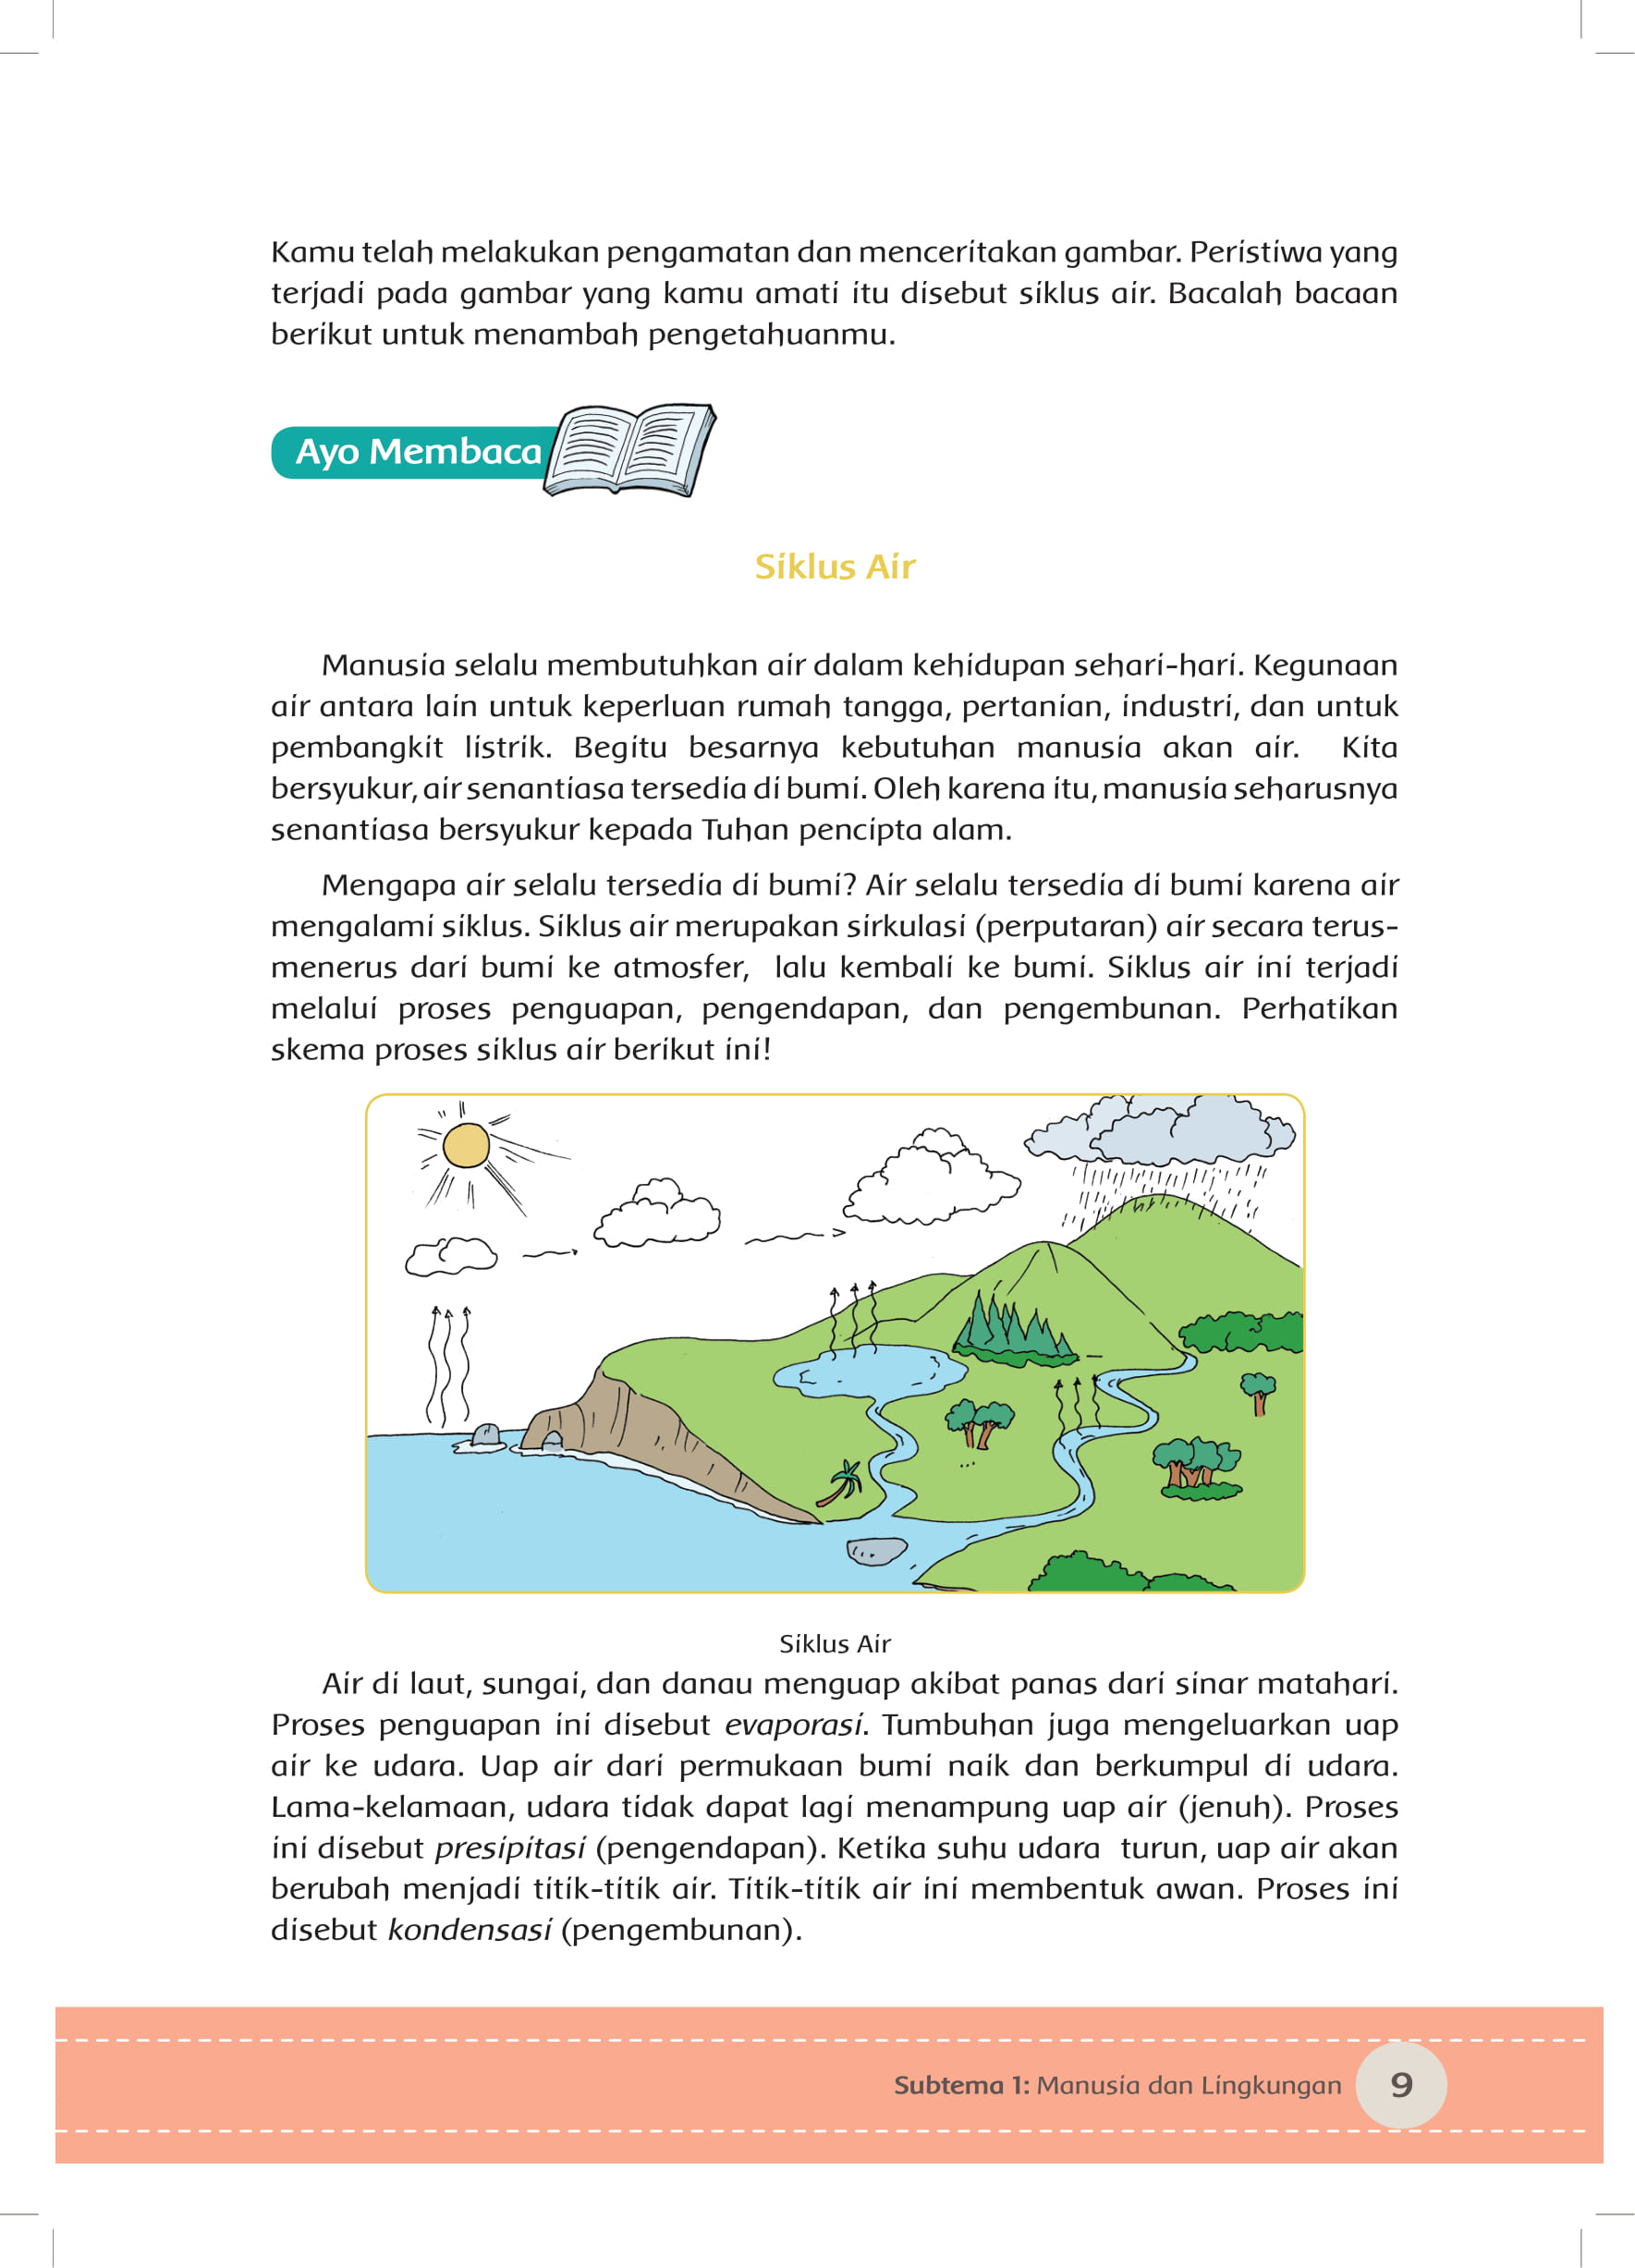 Kamu telah melakukan pengamatan dan menceritakan gambar. Peristiwa yang
terjadi pada gambar yang kamu amati itu disebut siklus air. Bacalah bacaan
berikut untuk menambah pengetahuanmu.
Ayo Membaca
Siklus Air
Manusia selalu membutuhkan air dalam kehidupan sehari-hari. Kegunaan
air antara lain untuk keperluan rumah tangga, pertanian, industri, dan untuk
pembangkit listrik. Begitu besarnya kebutuhan manusia akan air. Kita
bersyukur, air senantiasa tersedia di bumi. Oleh karena itu, manusia seharusnya
senantiasa bersyukur kepada Tuhan pencipta alam.
Mengapa air selalu tersedia di bumi? Air selalu tersedia di bumi karena air
mengalami siklus. Siklus air merupakan sirkulasi (perputaran) air secara terus-
menerus dari bumi ke atmosfer, lalu kembali ke bumi. Siklus air ini terjadi
melalui proses penguapan, pengendapan, dan pengembunan. Perhatikan
skema proses siklus air berikut ini!
Siklus Air
Air di laut, sungai, dan danau menguap akibat panas dari sinar matahari.
Proses penguapan ini disebut evaporasi. Tumbuhan juga mengeluarkan uap
air ke udara. Uap air dari permukaan bumi naik dan berkumpul di udara.
Lama-kelamaan, udara tidak dapat lagi menampung uap air (jenuh). Proses
ini disebut presipitasi (pengendapan). Ketika suhu udara turun, uap air akan
berubah menjadi titik-titik air. Titik-titik air ini membentuk awan. Proses ini
disebut kondensasi (pengembunan).
Subtema 1: Manusia dan Lingkungan 9